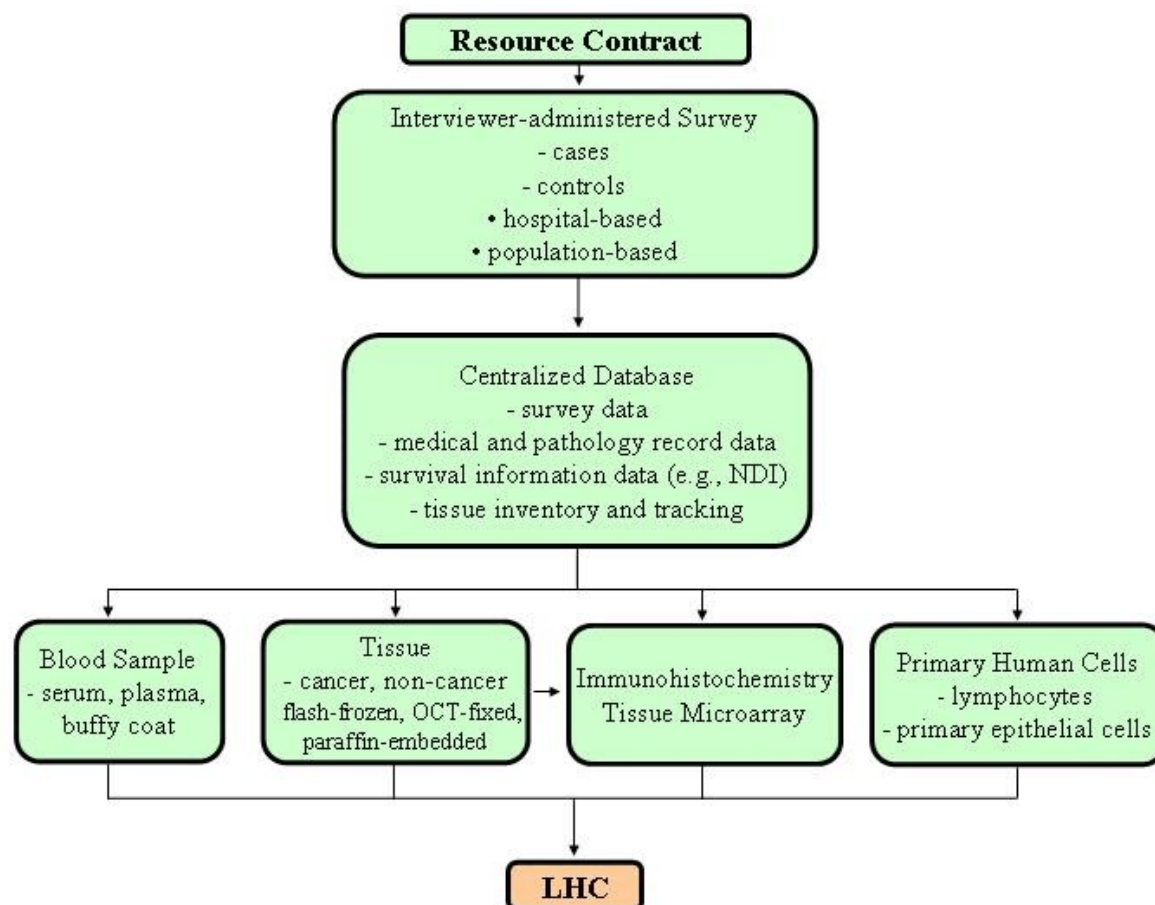 Resource Contract
Interviewer-administered Survey
- cases
- controls
• hospital-based
• population-based
Centralized Database
- survey data
- medical and pathology record data
- survival information data (e.g., NDI)
- tissue inventory and tracking
Blood Sample
- serum, plasma,
buffy coat
Tissue
- cancer, non-cancer
flash-frozen, OCT-fixed,
paraffin-embedded
Immunohistochemistry
Tissue Microarray
Primary Human Cells
- lymphocytes
- primary epithelial cells
LHC